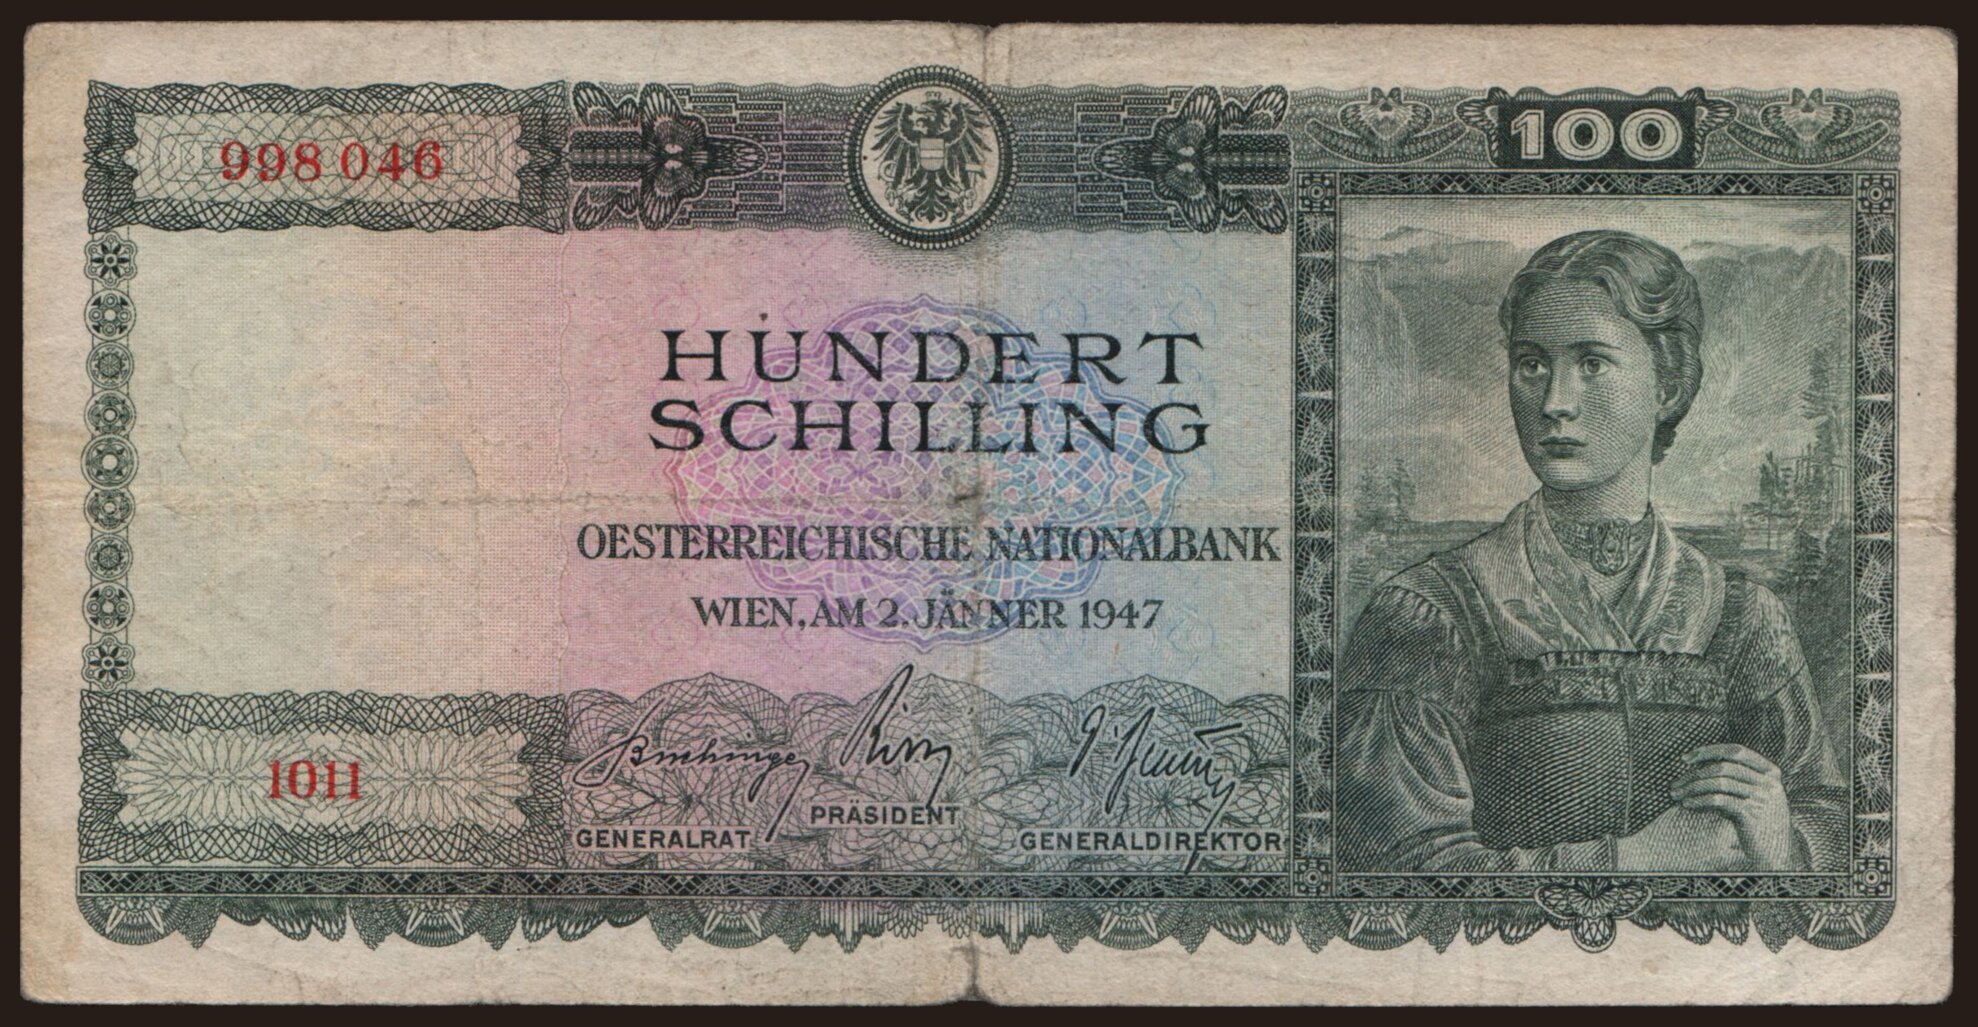 998 046
100
HUNDERT
SCHILLING
OESTERREICHISCHE NATIONALBANK
WIEN, AM 2. JÄNNER 1947
1011
GENERALRAT
PRÄSIDENT
GENERALDIREKTOR